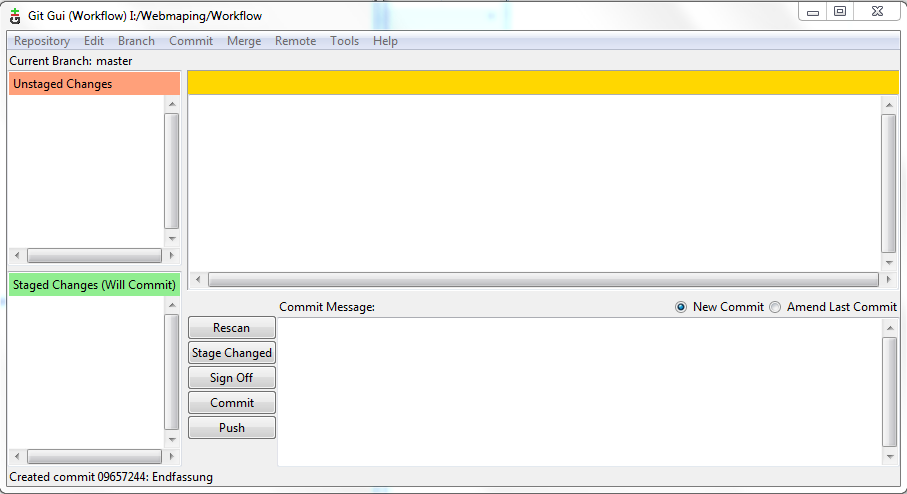 Git Gui (Workflow) I:/Webmaping/Workflow
Repository Edit Branch Commit Merge Remote Tools Help
Current Branch: master
Unstaged Changes
Staged Changes (Will Commit)
Commit Message: New Commit Amend Last Commit
Rescan
Stage Changed
Sign Off
Commit
Push
Created commit 09657244: Endfassung